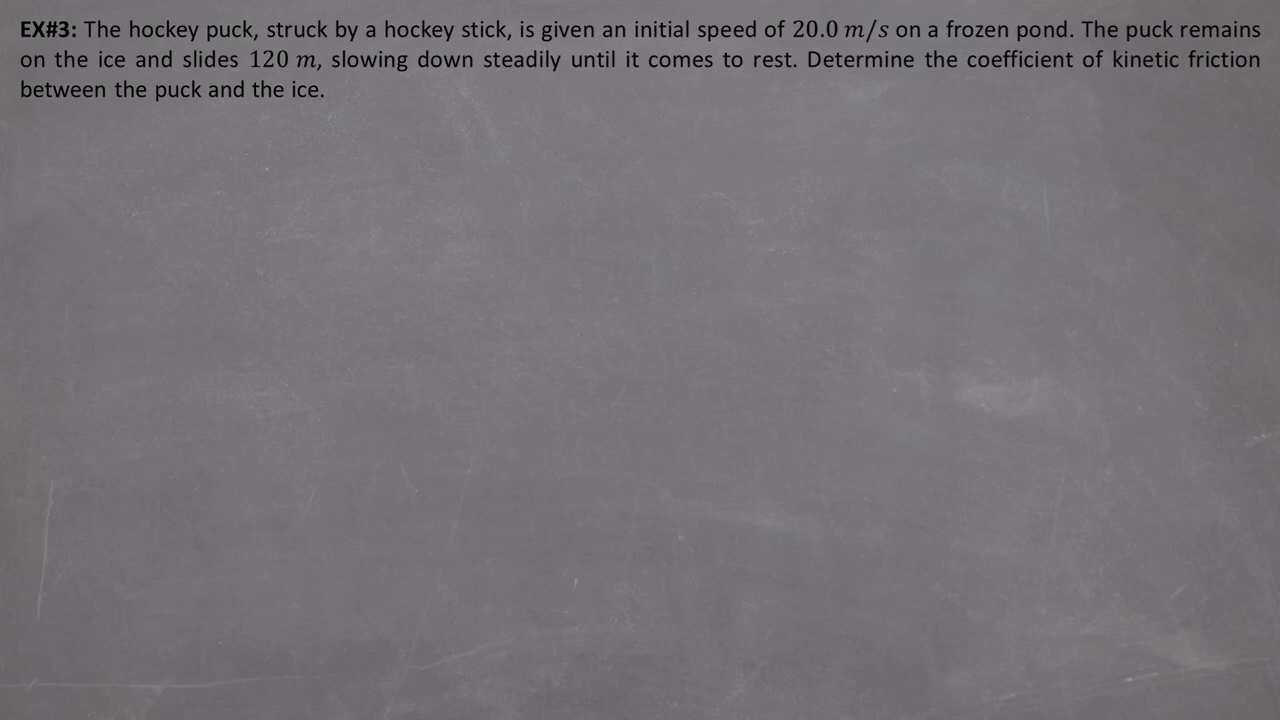 EX#3: The hockey puck, struck by a hockey stick, is given an initial speed of 20.0 m/s on a frozen pond. The puck remains
on the ice and slides 120 m, slowing down steadily until it comes to rest. Determine the coefficient of kinetic friction
between the puck and the ice.